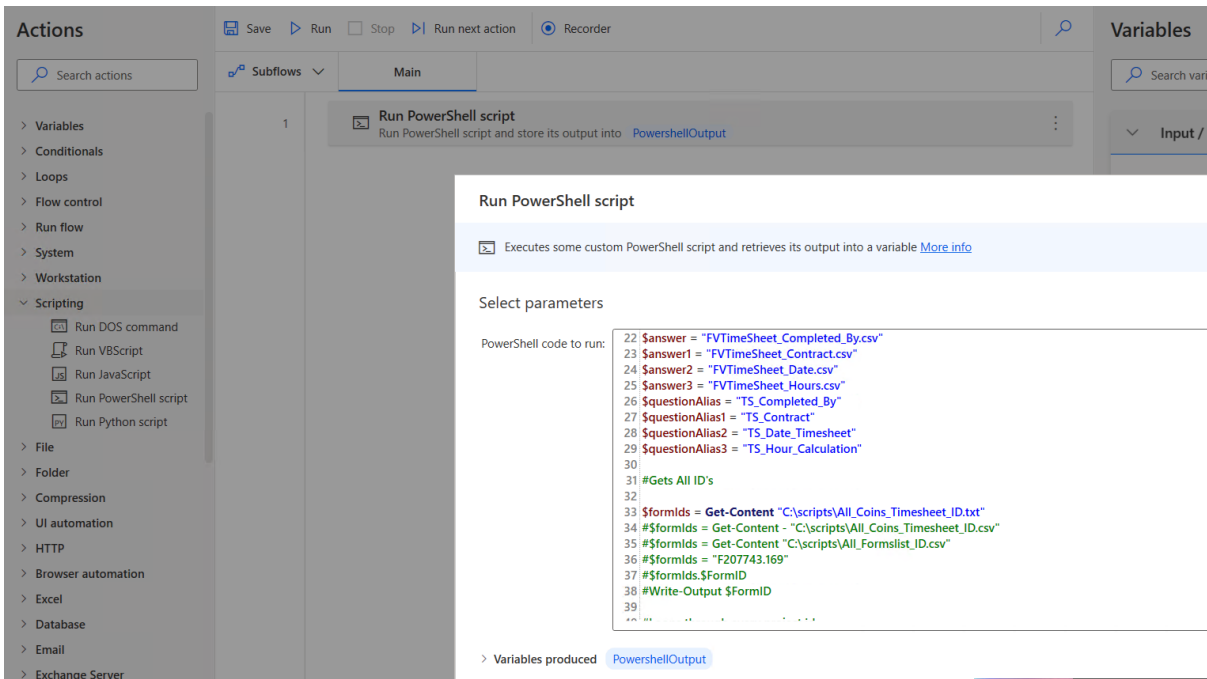 Actions
Search actions
Variables
Conditionals
Loops
Flow control
Run flow
System
Workstation
Scripting
Run DOS command
Run VBScript
Run JavaScript
Run PowerShell script
Run Python script
File
Folder
Compression
UI automation
HTTP
Browser automation
Excel
Database
Email
Exchange Server
Save Run Stop Run next action Recorder
Subflows Main
1
Run PowerShell script
Run PowerShell script and store its output into PowershellOutput
Variables
Search vari
Input /
Run PowerShell script
Executes some custom PowerShell script and retrieves its output into a variable More info
Select parameters
PowerShell code to run:
22 $answer = "FVTimeSheet_Completed_By.csv"
23 $answer1 = "FVTimeSheet_Contract.csv"
24 $answer2 = "FVTimeSheet_Date.csv"
25 $answer3 = "FVTimeSheet_Hours.csv"
26 $questionAlias = "TS_Completed_By"
27 $questionAlias1 = "TS_Contract"
28 $questionAlias2 = "TS_Date_Timesheet"
29 $questionAlias3 = "TS_Hour_Calculation"
30
31 #Gets All ID's
32
33 $formIds = Get-Content "C:\scripts\All_Coins_Timesheet_ID.txt"
34 #$formIds = Get-Content - "C:\scripts\All_Coins_Timesheet_ID.csv"
35 #$formIds = Get-Content "C:\scripts\All_Formslist_ID.csv"
36 #$formIds = "F207743.169"
37 #$formIds.$FormID
38 #Write-Output $FormID
39
Variables produced PowershellOutput